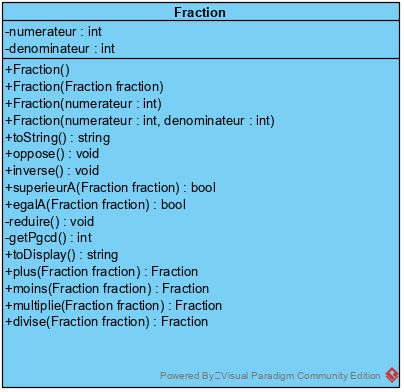 Fraction
-numerateur : int
-denominateur : int
+Fraction()
+Fraction(Fraction fraction)
+Fraction(numerateur : int)
+Fraction(numerateur : int, denominateur : int)
+toString() : string
+oppose() : void
+inverse() : void
+superieurA(Fraction fraction) : bool
+egalA(Fraction fraction) : bool
-reduire() : void
-getPgcd() : int
+toDisplay() : string
+plus(Fraction fraction) : Fraction
+moins(Fraction fraction) : Fraction
+multiplie(Fraction fraction) : Fraction
+divise(Fraction fraction) : Fraction
Powered By Visual Paradigm Community Edition